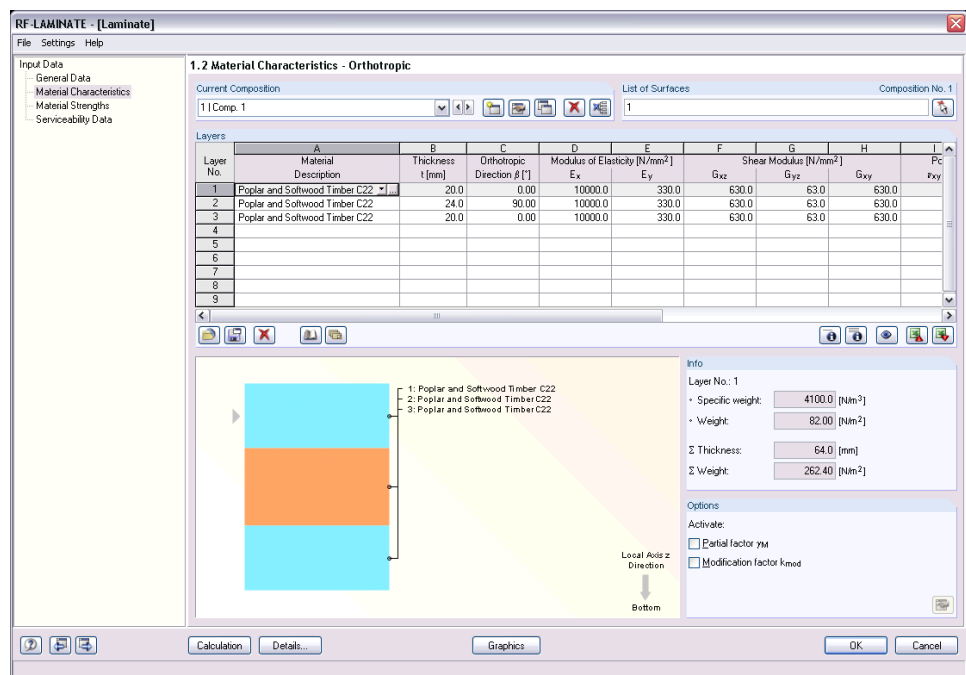 RF-LAMINATE - [Laminate]
File Settings Help
Input Data
General Data
Material Characteristics
Material Strengths
Serviceability Data
1.2 Material Characteristics - Orthotropic
Current Composition
List of Surfaces
Composition No. 1
1 | Comp. 1
1
Layers
A B C D E F G H I
Layer Material Thickness Orthotropic Modulus of Elasticity [N/mm²] Shear Modulus [N/mm²] Po
No. Description t [mm] Direction β [°] Ex Ey Gxz Gyz Gxy νxy
1 Poplar and Softwood Timber C22 ... 20.0 0.00 10000.0 330.0 630.0 63.0 630.0
2 Poplar and Softwood Timber C22 24.0 90.00 10000.0 330.0 630.0 63.0 630.0
3 Poplar and Softwood Timber C22 20.0 0.00 10000.0 330.0 630.0 63.0 630.0
4
5
6
7
8
9
1: Poplar and Softwood Timber C22
2: Poplar and Softwood Timber C22
3: Poplar and Softwood Timber C22
Local Axis z
Direction
Bottom
Info
Layer No.: 1
Specific weight: 4100.0 [N/m³]
Weight: 82.00 [N/m²]
Σ Thickness: 64.0 [mm]
Σ Weight: 262.40 [N/m²]
Options
Activate:
Partial factor γM
Modification factor kmod
Calculation
Details...
Graphics
OK
Cancel